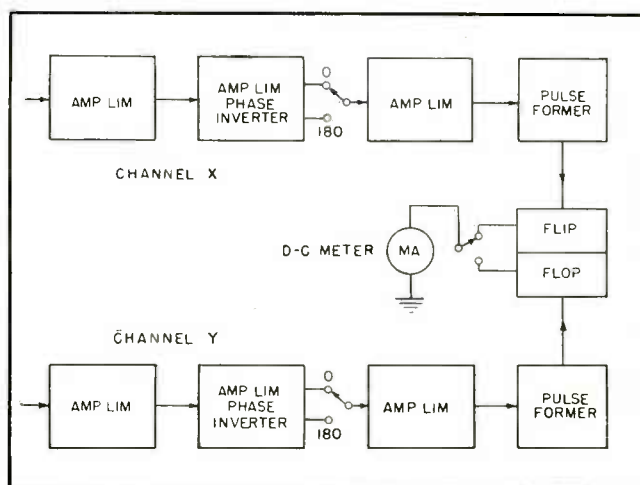 AMP LIM
AMP LIM
PHASE
INVERTER
0
180
AMP LIM
PULSE
FORMER
CHANNEL X
D-C METER
MA
FLIP
FLOP
CHANNEL Y
AMP LIM
AMP LIM
PHASE
INVERTER
0
180
AMP LIM
PULSE
FORMER